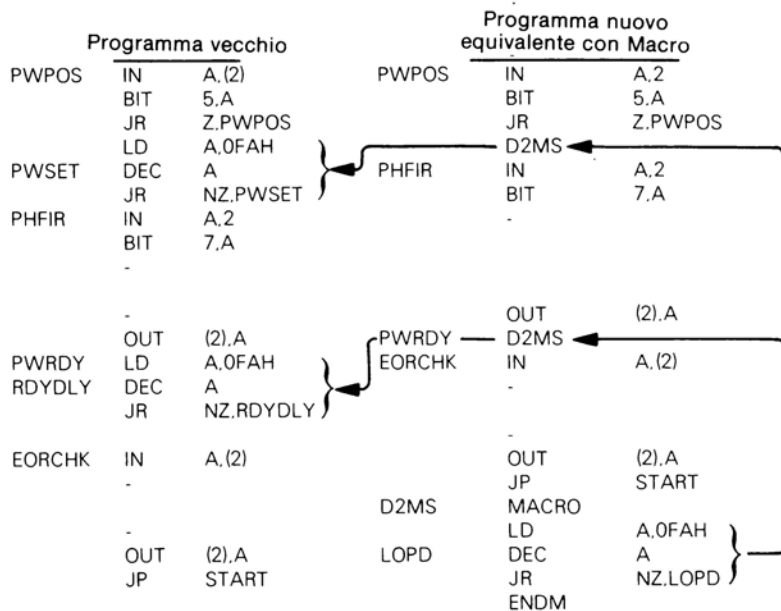 Programma vecchio
PWPOS IN A,(2)
BIT 5,A
JR Z,PWPOS
LD A,0FAH
PWSET DEC A
JR NZ,PWSET
PHFIR IN A,2
BIT 7,A
-
-
OUT (2),A
PWRDY LD A,0FAH
RDYDLY DEC A
JR NZ,RDYDLY
EORCHK IN A,(2)
-
-
OUT (2),A
JP START
Programma nuovo
equivalente con Macro
PWPOS IN A,2
BIT 5,A
JR Z,PWPOS
D2MS
PHFIR IN A,2
BIT 7,A
-
OUT (2),A
PWRDY D2MS
EORCHK IN A,(2)
-
-
OUT (2),A
JP START
D2MS MACRO
LD A,0FAH
LOPD DEC A
JR NZ,LOPD
ENDM